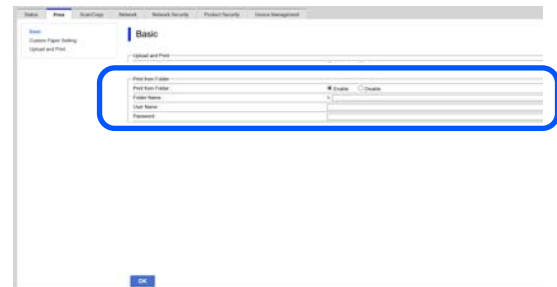 Status Print Scan/Copy Network Network Security Product Security Device Management
Basic
Custom Paper Setting
Upload and Print
Basic
Upload and Print
Print from Folder
Print from Folder Enable Disable
Folder Name
User Name
Password
OK